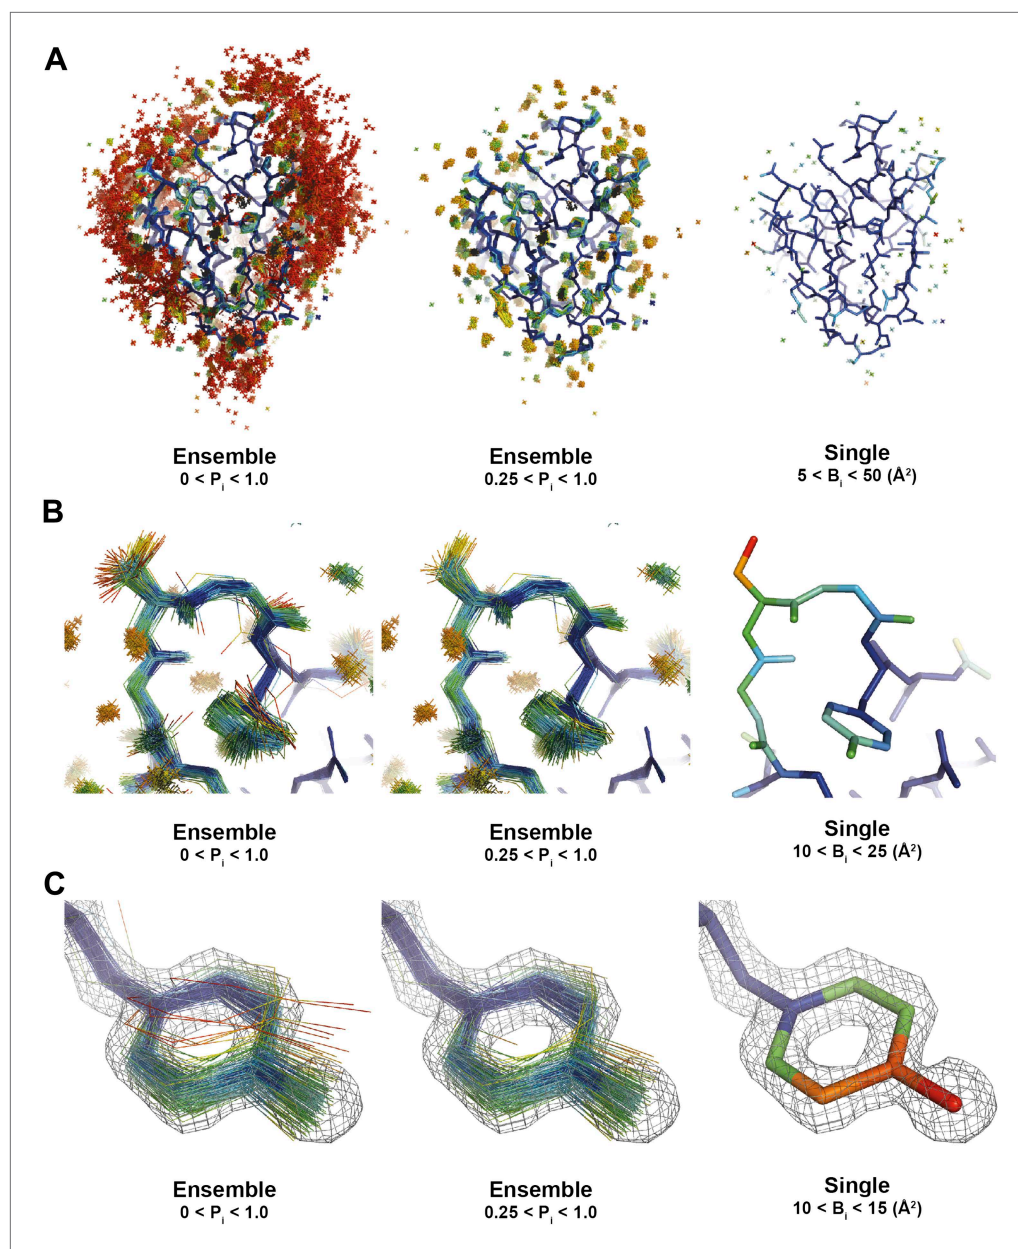 A
Ensemble Ensemble Single
0 < Pi < 1.0 0.25 < Pi < 1.0 5 < Bi < 50 (Å²)
B
Ensemble Ensemble Single
0 < Pi < 1.0 0.25 < Pi < 1.0 10 < Bi < 25 (Å²)
C
Ensemble Ensemble Single
0 < Pi < 1.0 0.25 < Pi < 1.0 10 < Bi < 15 (Å²)